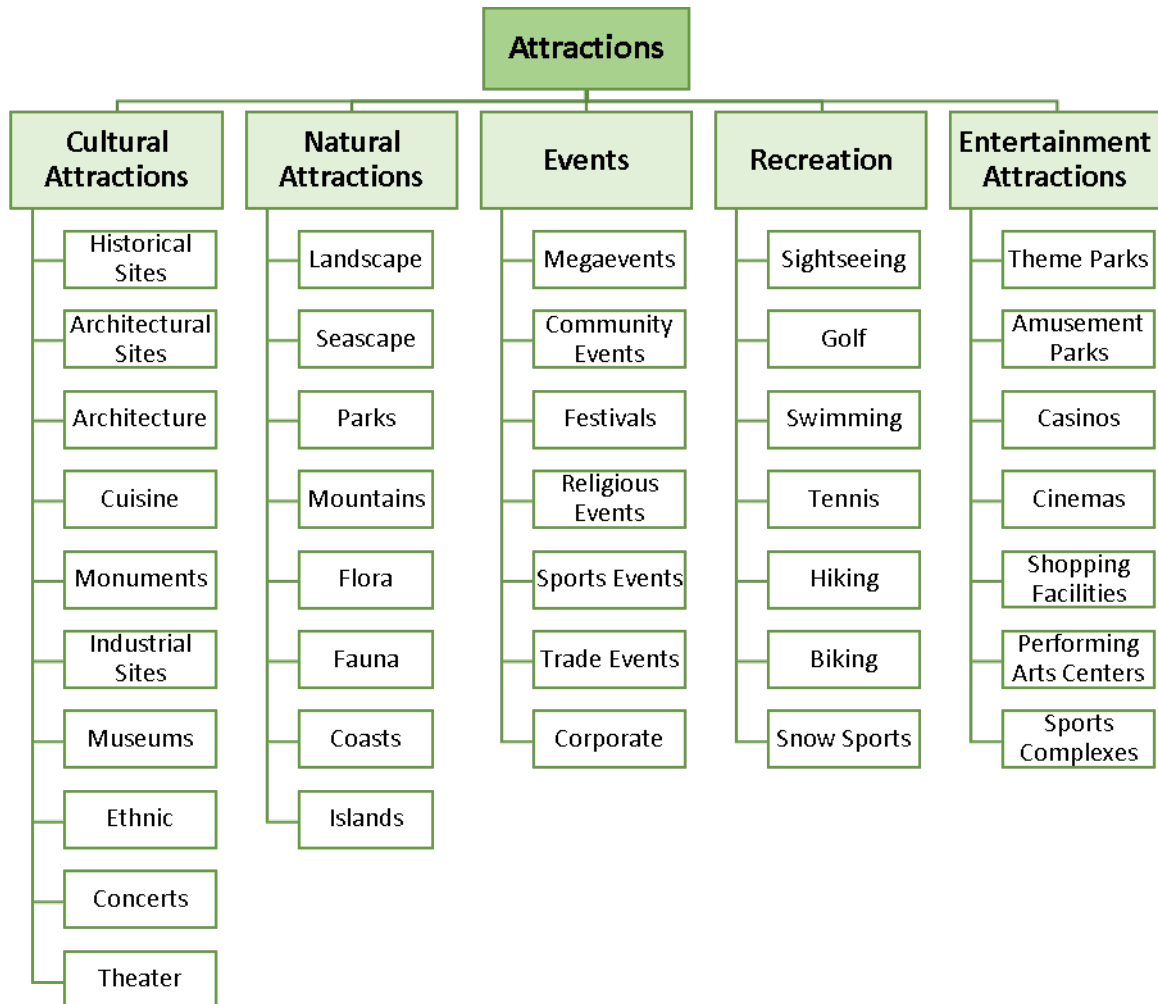 Attractions
Cultural
Attractions
Historical
Sites
Architectural
Sites
Architecture
Cuisine
Monuments
Industrial
Sites
Museums
Ethnic
Concerts
Theater
Natural
Attractions
Landscape
Seascape
Parks
Mountains
Flora
Fauna
Coasts
Islands
Events
Megaevents
Community
Events
Festivals
Religious
Events
Sports Events
Trade Events
Corporate
Recreation
Sightseeing
Golf
Swimming
Tennis
Hiking
Biking
Snow Sports
Entertainment
Attractions
Theme Parks
Amusement
Parks
Casinos
Cinemas
Shopping
Facilities
Performing
Arts Centers
Sports
Complexes